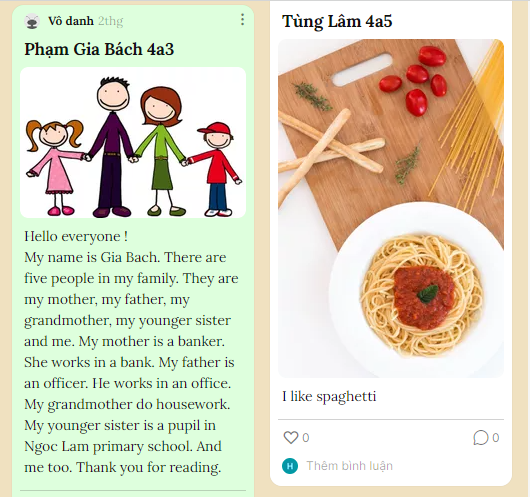 Vô danh 2thg
Phạm Gia Bách 4a3
Hello everyone !
My name is Gia Bach. There are
five people in my family. They are
my mother, my father, my
grandmother, my younger sister
and me. My mother is a banker.
She works in a bank. My father is
an officer. He works in an office.
My grandmother do housework.
My younger sister is a pupil in
Ngoc Lam primary school. And
me too. Thank you for reading.
Tùng Lâm 4a5
I like spaghetti
0 0
H Thêm bình luận